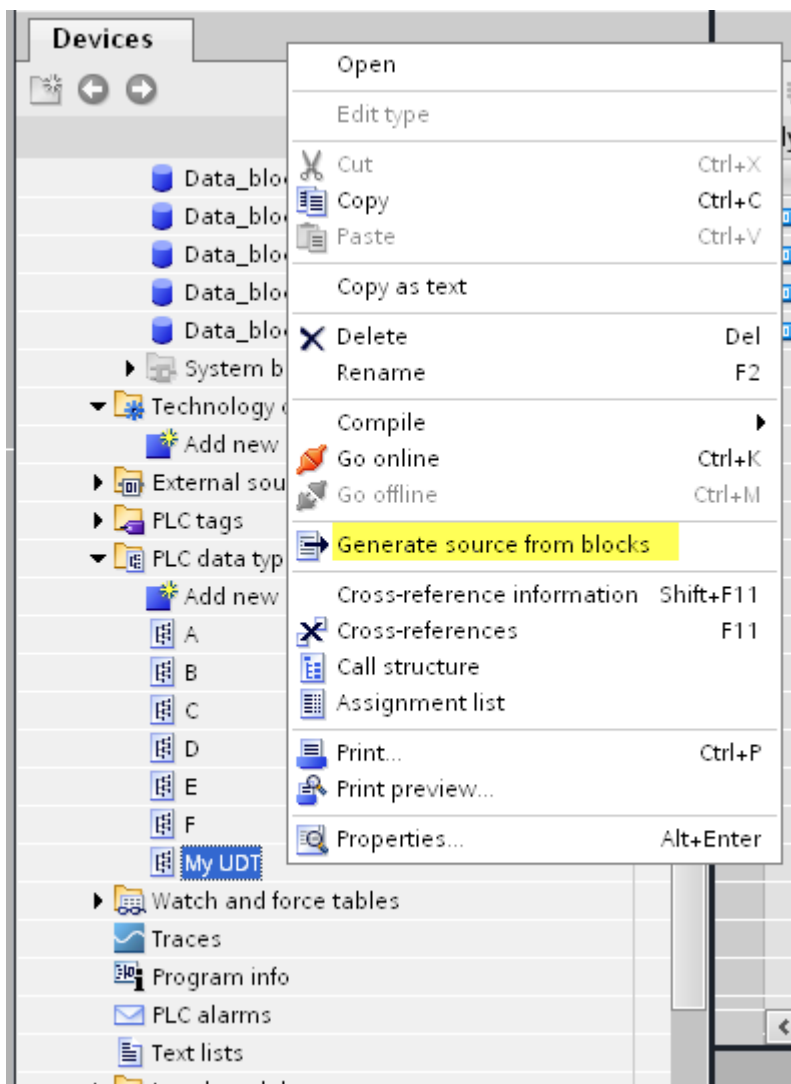 Devices
Open
Edit type
Cut Ctrl+X
Copy Ctrl+C
Paste Ctrl+V
Copy as text
Delete Del
Rename F2
Compile
Go online Ctrl+K
Go offline Ctrl+M
Generate source from blocks
Cross-reference information Shift+F11
Cross-references F11
Call structure
Assignment list
Print... Ctrl+P
Print preview...
Properties... Alt+Enter
Data_blo
Data_blo
Data_blo
Data_blo
Data_blo
System b
Technology
Add new
External sou
PLC tags
PLC data typ
Add new
A
B
C
D
E
F
My UDT
Watch and force tables
Traces
Program info
PLC alarms
Text lists